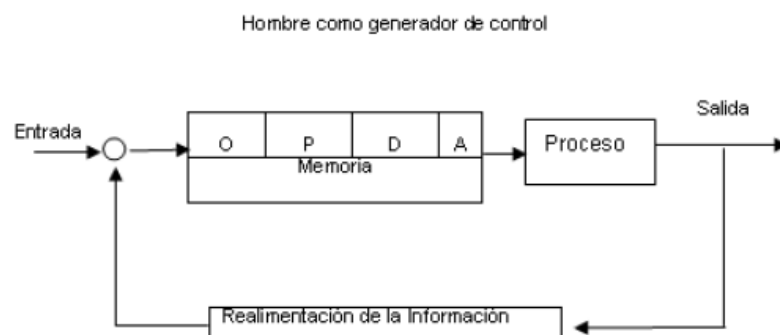 Hombre como generador de control
Salida
Entrada
O P D A
Proceso
Memoria
Realimentación de la Información